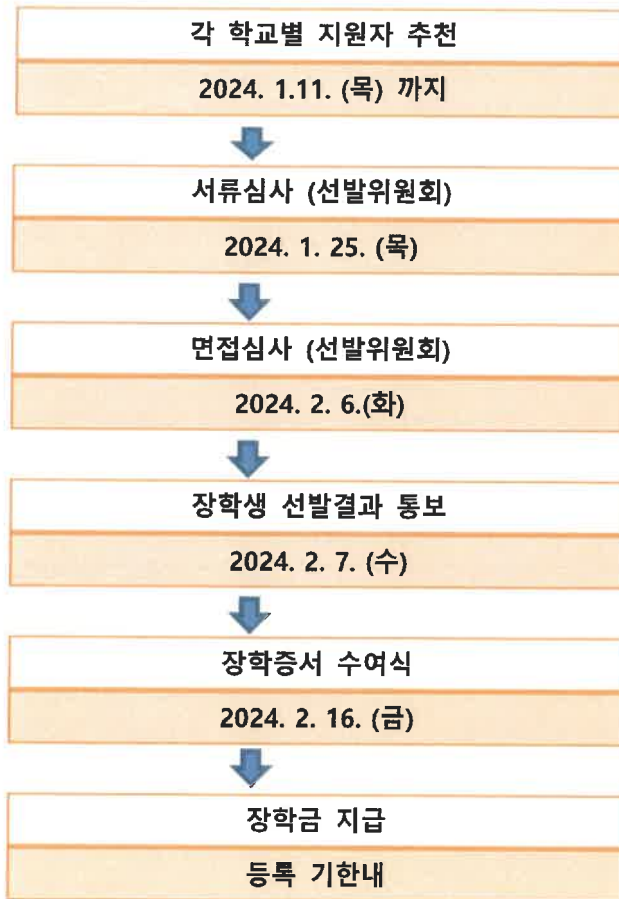 각 학교별 지원자 추천
2024. 1.11. (목) 까지
서류심사 (선발위원회)
2024. 1. 25. (목)
면접심사 (선발위원회)
2024. 2. 6.(화)
장학생 선발결과 통보
2024. 2. 7. (수)
장학증서 수여식
2024. 2. 16. (금)
장학금 지급
등록 기한내